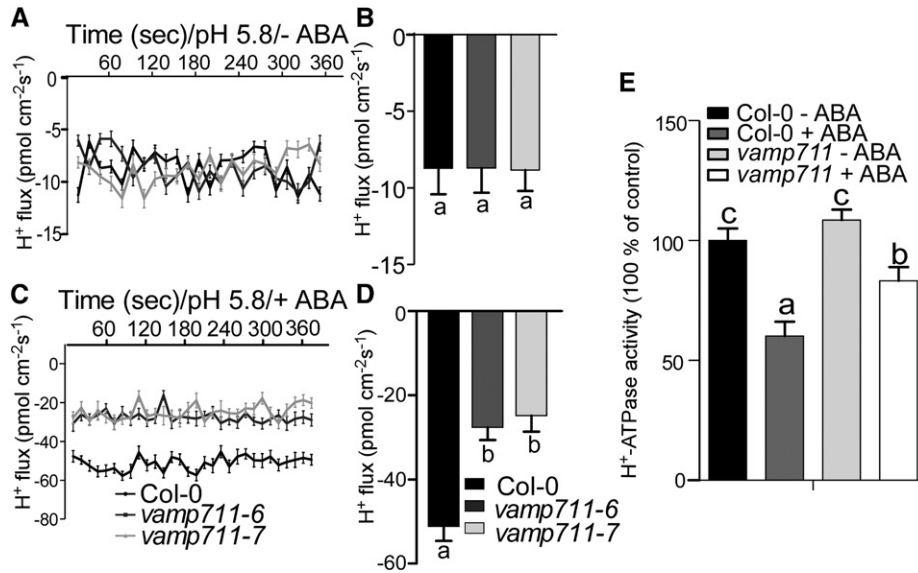 A
Time (sec)/pH 5.8/- ABA
60 120 180 240 300 360
0
-5
-10
-15
H⁺ flux (pmol cm⁻²s⁻¹)
B
0
-5
-10
-15
H⁺ flux (pmol cm⁻²s⁻¹)
a a a
C
Time (sec)/pH 5.8/+ ABA
60 120 180 240 300 360
0
-20
-40
-60
-80
H⁺ flux (pmol cm⁻²s⁻¹)
Col-0
vamp711-6
vamp711-7
D
0
-20
-40
-60
H⁺ flux (pmol cm⁻²s⁻¹)
a b b
Col-0
vamp711-6
vamp711-7
E
Col-0 - ABA
Col-0 + ABA
vamp711 - ABA
vamp711 + ABA
150
100
50
0
H⁺-ATPase activity (100 % of control)
c a c b